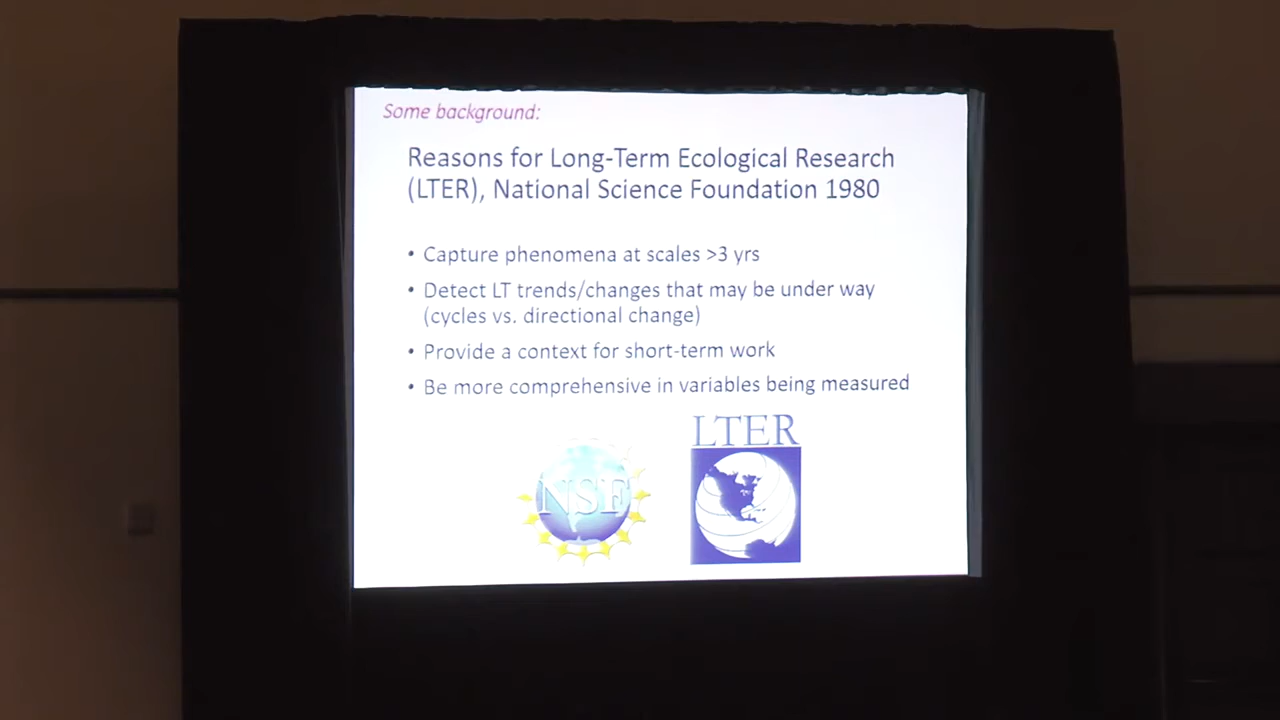 Some background:
Reasons for Long-Term Ecological Research
(LTER), National Science Foundation 1980
• Capture phenomena at scales >3 yrs
• Detect LT trends/changes that may be under way
(cycles vs. directional change)
• Provide a context for short-term work
• Be more comprehensive in variables being measured
LTER
NSF